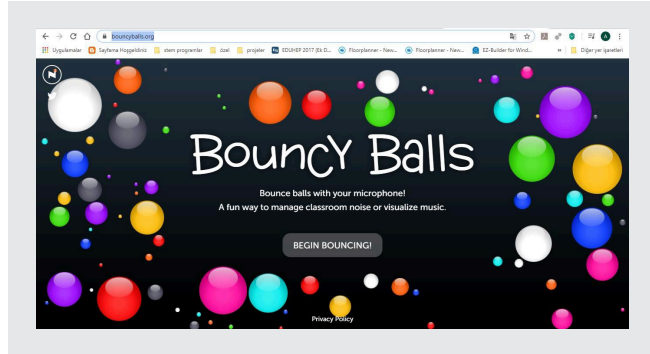 bouncyballs.org
Uygulamalar Sayfama Hoşgeldiniz stem programlar özal projeler EDUHEP 2017 (Ek D... Floorplanner - New... Floorplanner - New... EZ-Builder for Wind... » Diğer yer işaretleri
Bouncy Balls
Bounce balls with your microphone!
A fun way to manage classroom noise or visualize music.
BEGIN BOUNCING!
Privacy Policy